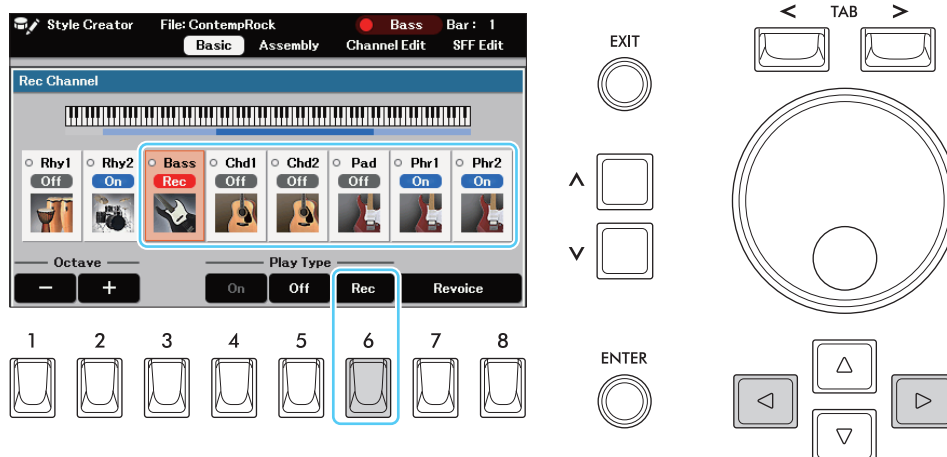 Style Creator File: ContempRock Bass Bar: 1
Basic Assembly Channel Edit SFF Edit
Rec Channel
Rhy1 Rhy2 Bass Chd1 Chd2 Pad Phr1 Phr2
Off On Rec Off Off Off On On
Octave Play Type
− + On Off Rec Revoice
1 2 3 4 5 6 7 8
EXIT
ENTER
< TAB >